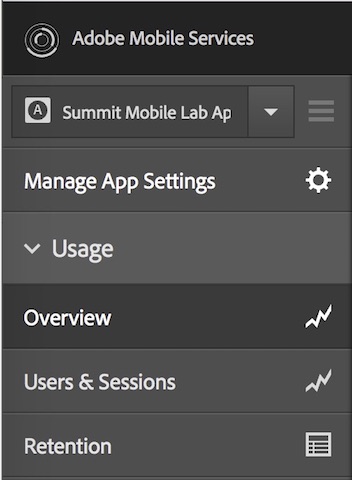 Adobe Mobile Services
A Summit Mobile Lab Ap
Manage App Settings
Usage
Overview
Users & Sessions
Retention